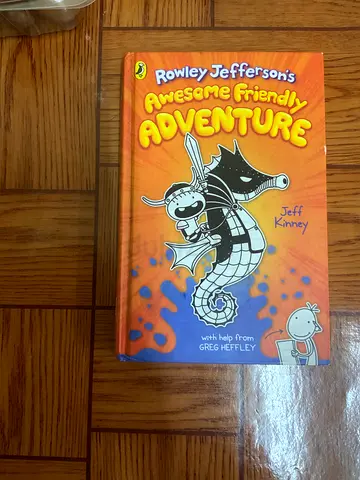 Rowley Jefferson's
Awesome Friendly
ADVENTURE
Jeff
Kinney
with help from
GREG HEFFLEY